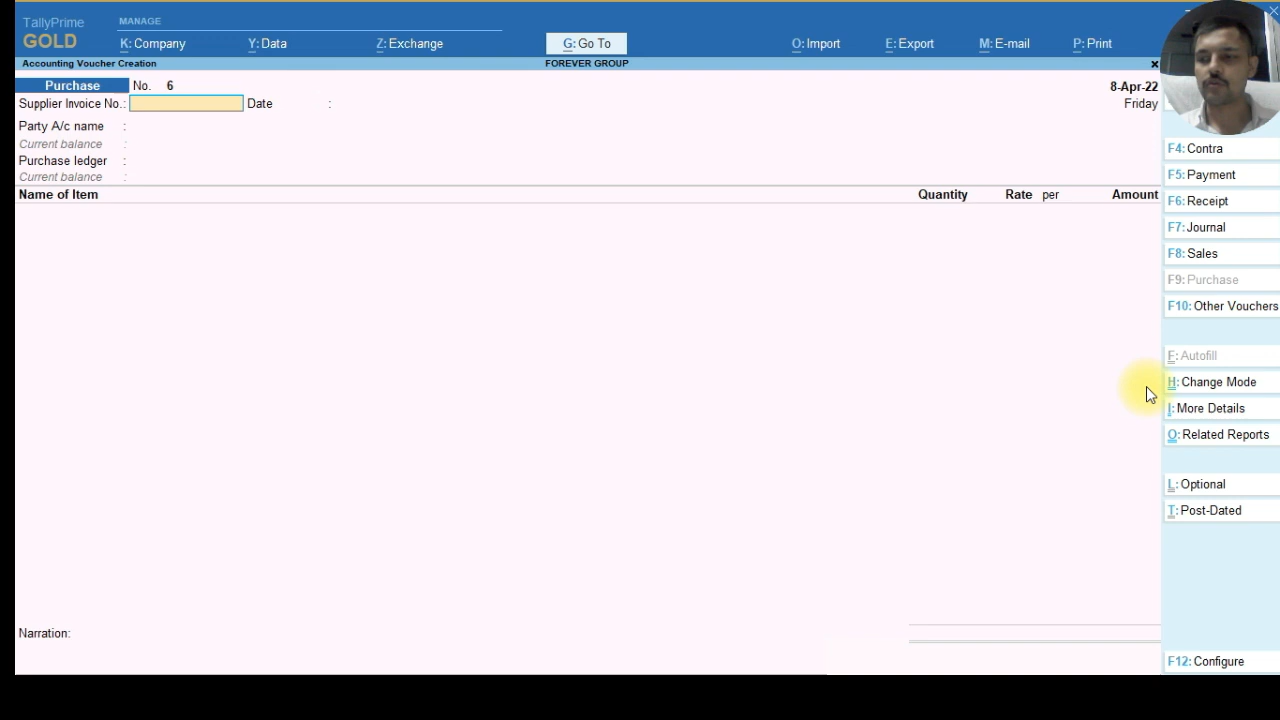 TallyPrime
GOLD
MANAGE
K: Company
Y: Data
Z: Exchange
G: Go To
O: Import
E: Export
M: E-mail
P: Print
Accounting Voucher Creation
FOREVER GROUP
×
Purchase No. 6
8-Apr-22
Supplier Invoice No.: Date :
Friday
Party A/c name :
Current balance :
Purchase ledger :
Current balance :
Name of Item Quantity Rate per Amount
F4: Contra
F5: Payment
F6: Receipt
F7: Journal
F8: Sales
F9: Purchase
F10: Other Vouchers
F: Autofill
H: Change Mode
I: More Details
O: Related Reports
L: Optional
T: Post-Dated
Narration:
F12: Configure